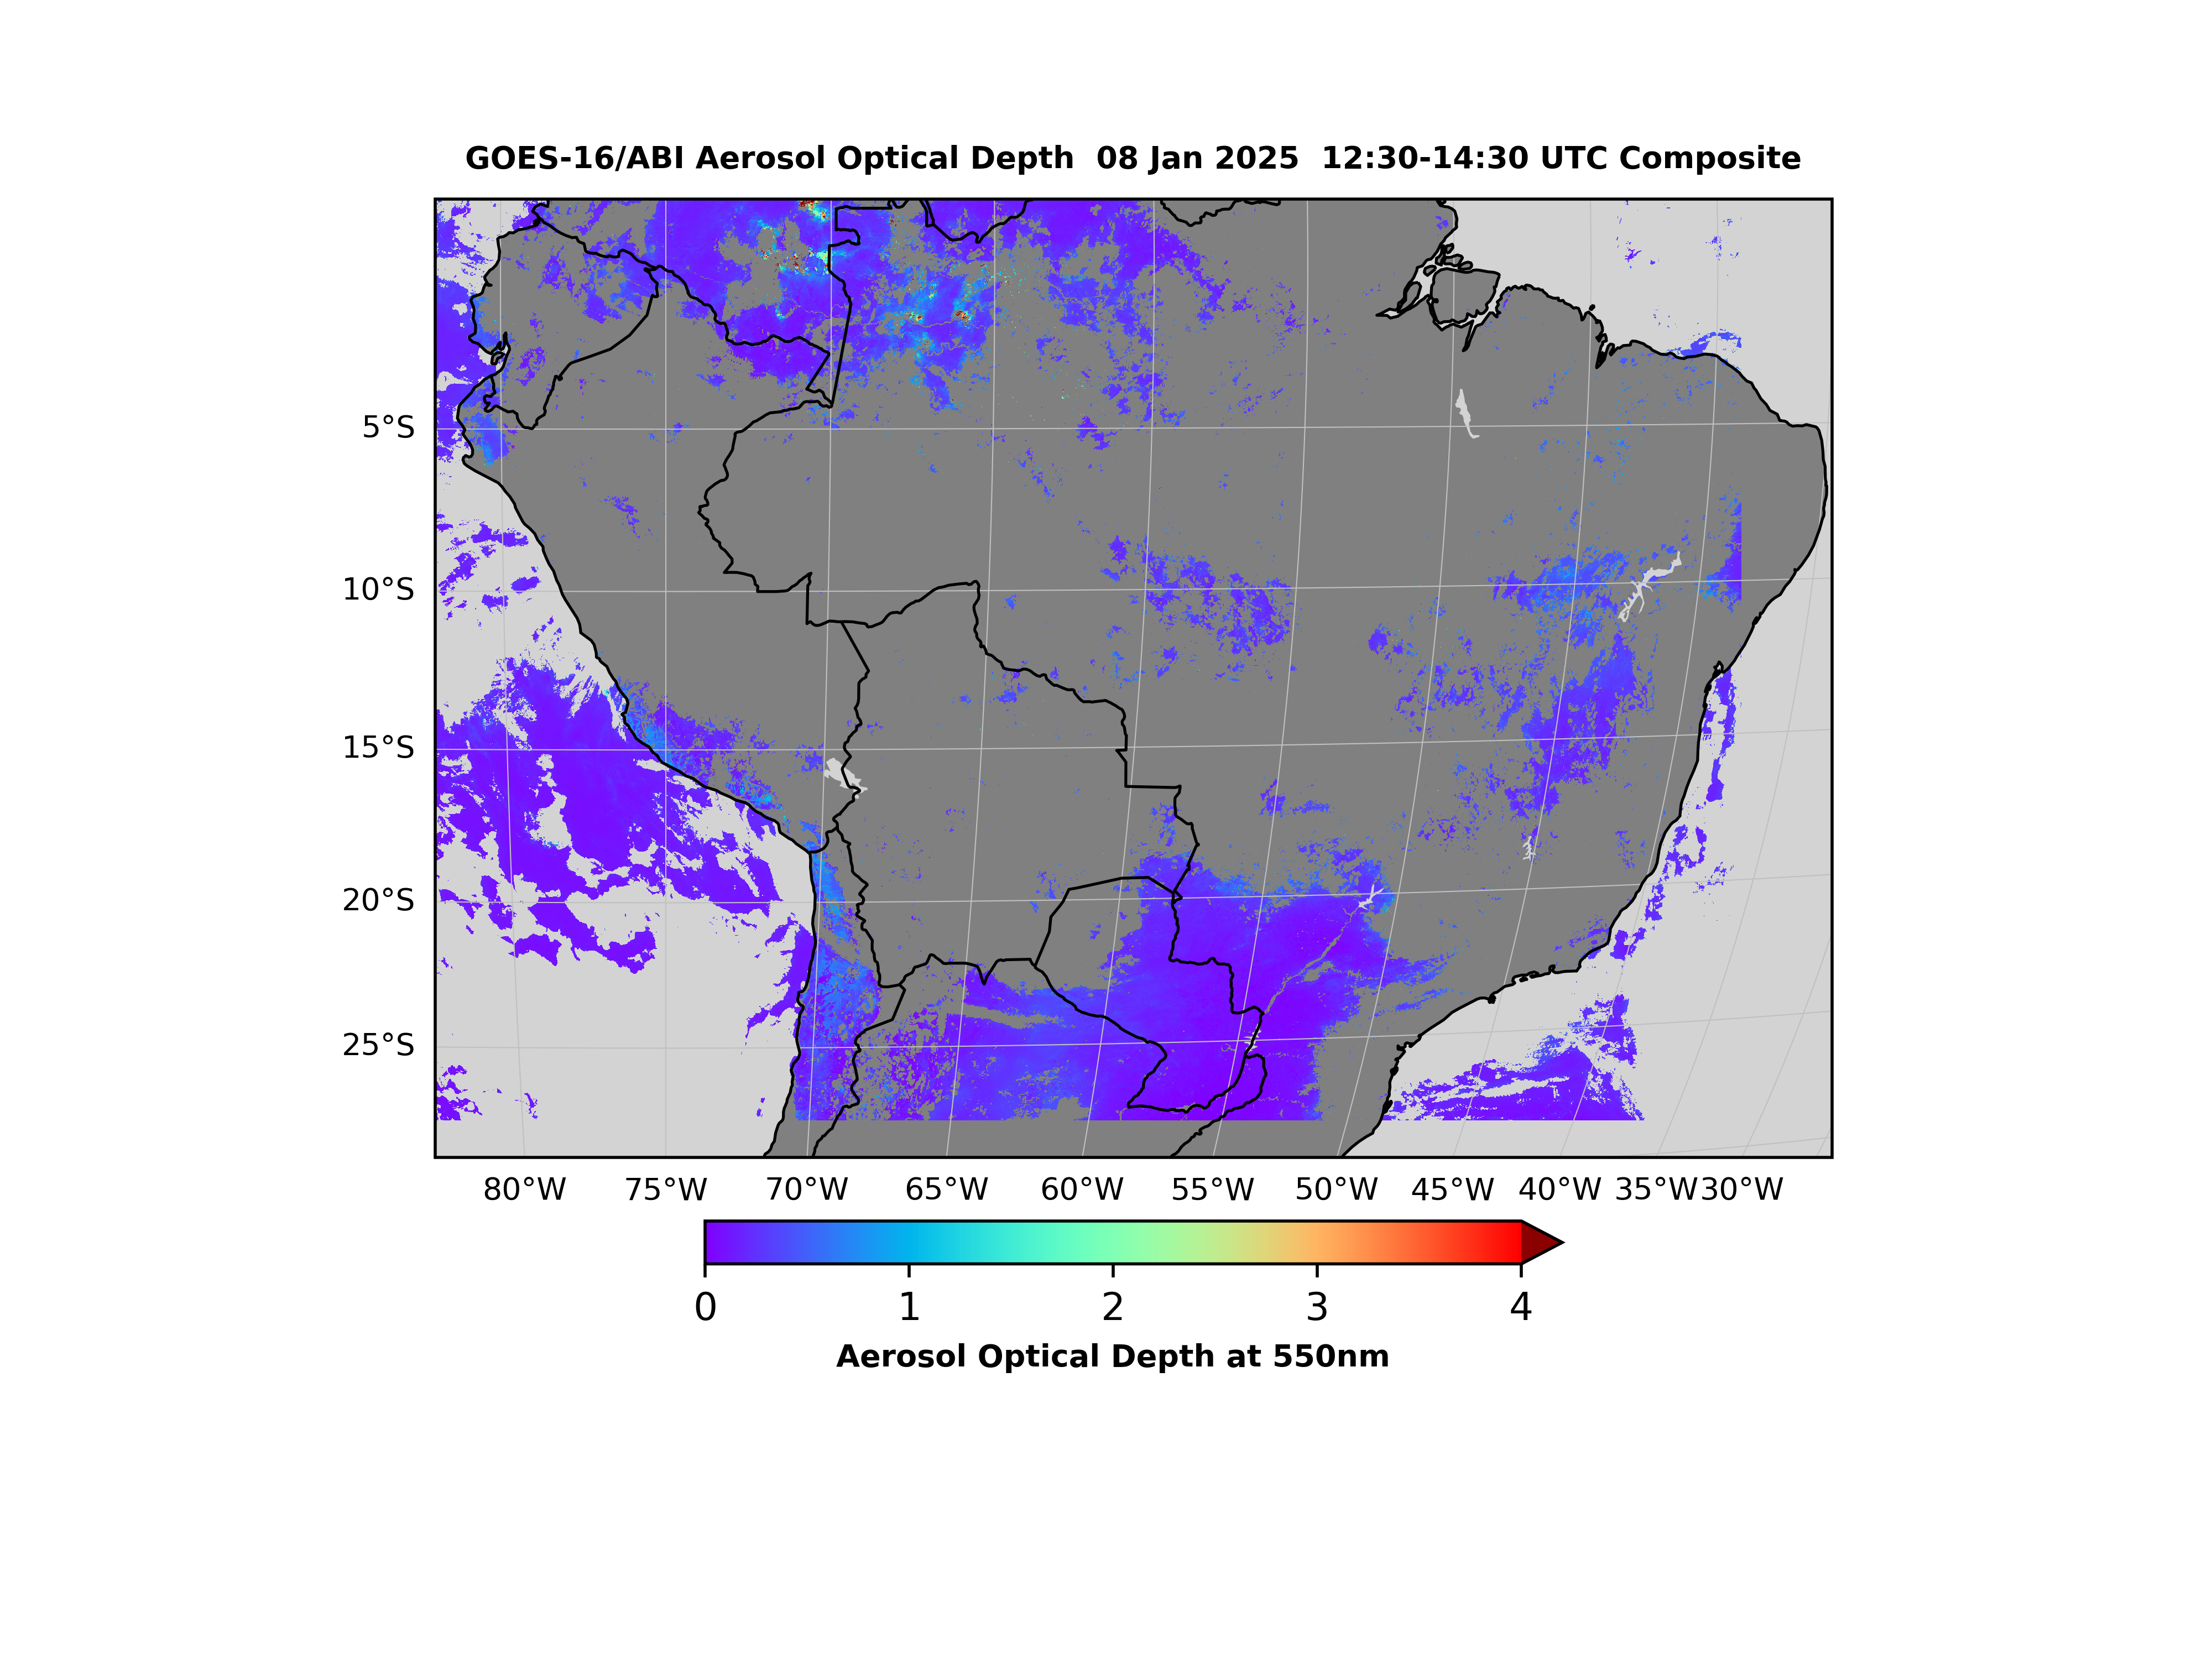 GOES-16/ABI Aerosol Optical Depth  08 Jan 2025  12:30-14:30 UTC Composite
5°S
10°S
15°S
20°S
25°S
80°W 75°W 70°W 65°W 60°W 55°W 50°W 45°W 40°W 35°W 30°W
0 1 2 3 4
Aerosol Optical Depth at 550nm